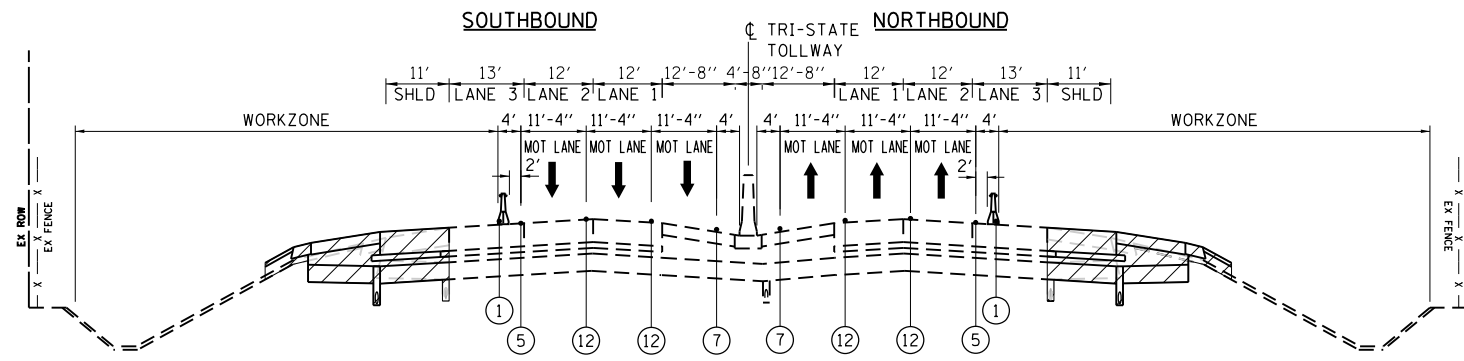 SOUTHBOUND NORTHBOUND
℄ TRI-STATE
TOLLWAY
11' 13' 12' 12' 12'-8'' 4'-8'' 12'-8'' 12' 12' 13' 11'
SHLD LANE 3 LANE 2 LANE 1 LANE 1 LANE 2 LANE 3 SHLD
WORKZONE 4' 11'-4'' 11'-4'' 11'-4'' 4' 4' 11'-4'' 11'-4'' 11'-4'' 4' WORKZONE
MOT LANE MOT LANE MOT LANE MOT LANE MOT LANE MOT LANE
2' 2'
EX ROW
X EX FENCE X
X EX FENCE X
1 1
5 12 12 7 7 12 12 5